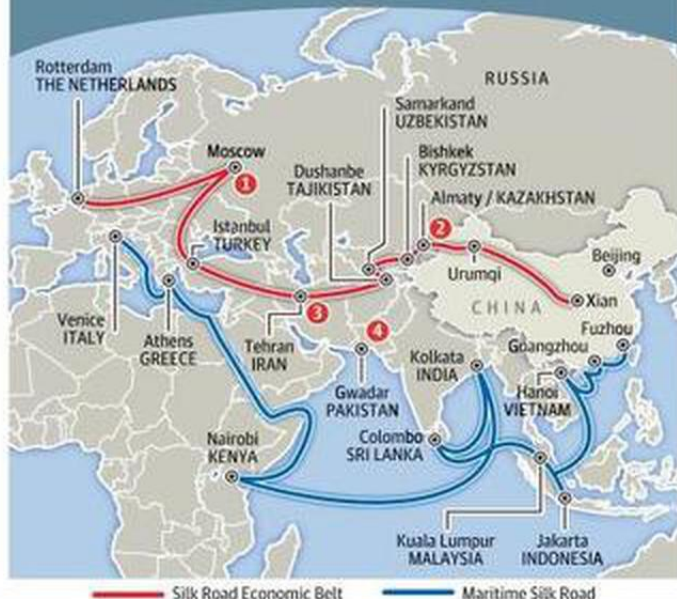 Rotterdam
THE NETHERLANDS
RUSSIA
Samarkand
UZBEKISTAN
Moscow
1
Bishkek
KYRGYZSTAN
Dushanbe
TAJIKISTAN
Almaty / KAZAKHSTAN
2
Istanbul
TURKEY
Urumqi
Beijing
Xian
CHINA
3
4
Venice
ITALY
Athens
GREECE
Tehran
IRAN
Gwadar
PAKISTAN
Kolkata
INDIA
Fuzhou
Guangzhou
Hanoi
VIETNAM
Colombo
SRI LANKA
Nairobi
KENYA
Kuala Lumpur
MALAYSIA
Jakarta
INDONESIA
Silk Road Economic Belt
Maritime Silk Road